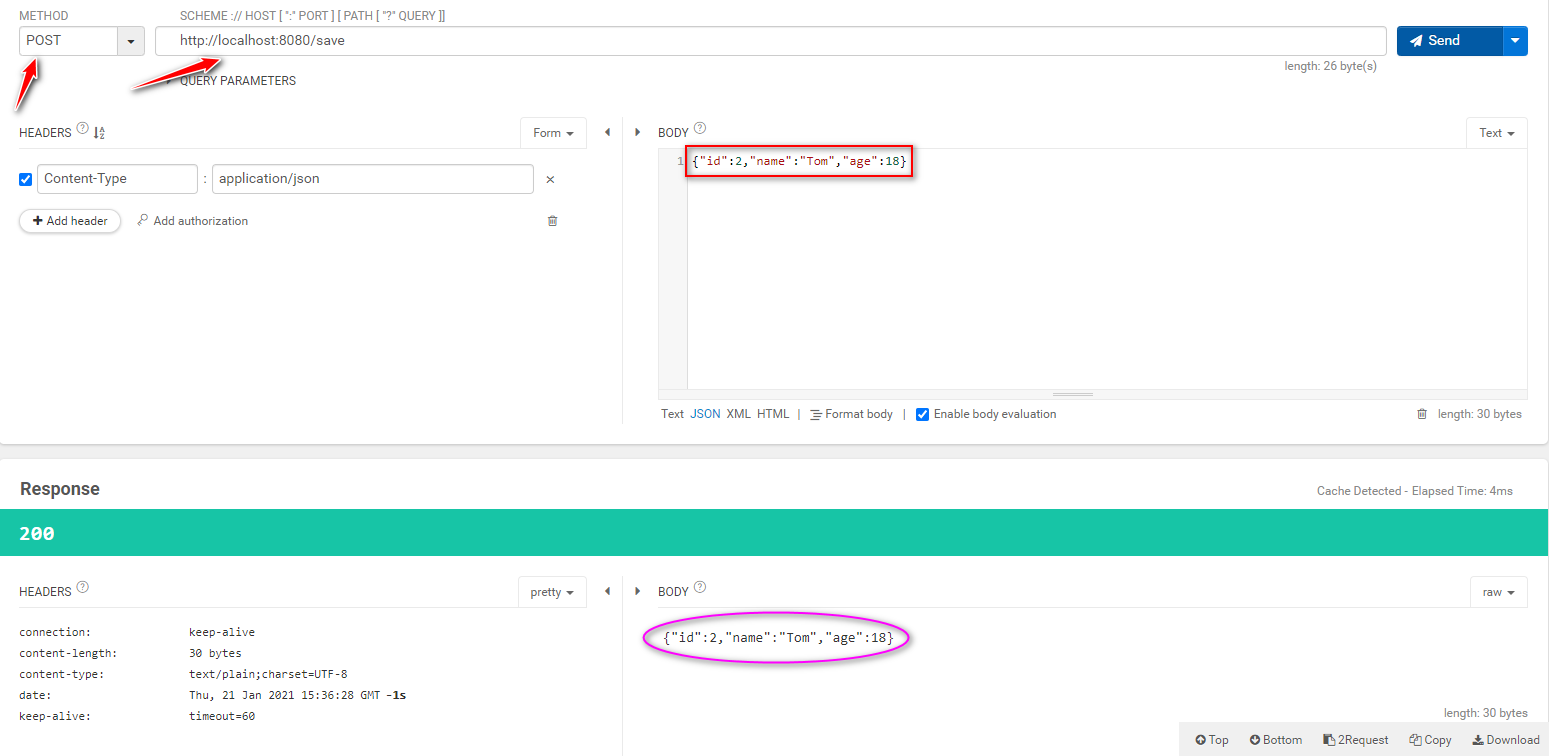 METHOD
SCHEME :// HOST [ ":" PORT ] [ PATH [ "?" QUERY ]]
POST
http://localhost:8080/save
Send
length: 26 byte(s)
QUERY PARAMETERS
HEADERS
Form
BODY
Text
Content-Type : application/json
1 {"id":2,"name":"Tom","age":18}
Add header
Add authorization
Text JSON XML HTML | Format body | Enable body evaluation
length: 30 bytes
Response
Cache Detected - Elapsed Time: 4ms
200
HEADERS
pretty
BODY
raw
connection: keep-alive
content-length: 30 bytes
content-type: text/plain;charset=UTF-8
date: Thu, 21 Jan 2021 15:36:28 GMT -1s
keep-alive: timeout=60
{"id":2,"name":"Tom","age":18}
length: 30 bytes
Top Bottom 2Request Copy Download